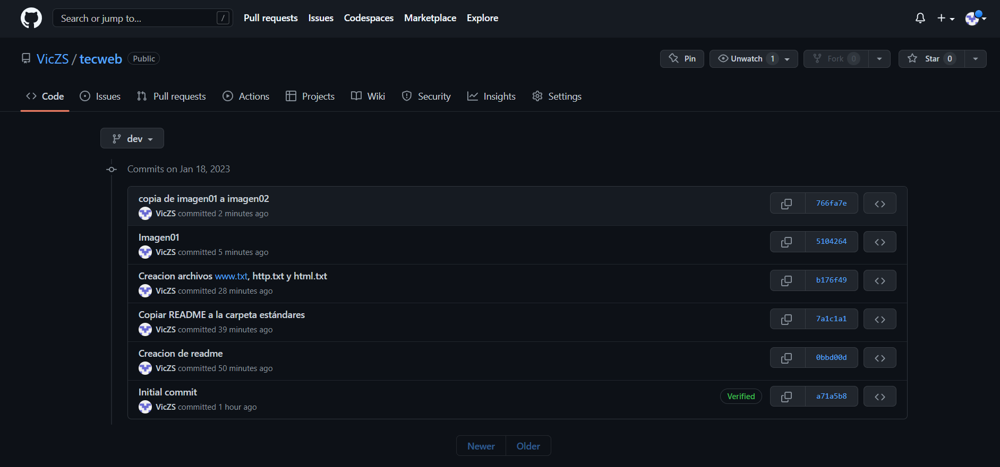 Search or jump to... /
Pull requests Issues Codespaces Marketplace Explore
VicZS / tecweb Public
Pin Unwatch 1 Fork 0 Star 0
Code Issues Pull requests Actions Projects Wiki Security Insights Settings
dev
Commits on Jan 18, 2023
copia de imagen01 a imagen02
VicZS committed 2 minutes ago
766fa7e
Imagen01
VicZS committed 5 minutes ago
5104264
Creacion archivos www.txt, http.txt y html.txt
VicZS committed 28 minutes ago
b176f49
Copiar README a la carpeta estándares
VicZS committed 39 minutes ago
7a1c1a1
Creacion de readme
VicZS committed 50 minutes ago
0bbd00d
Initial commit
VicZS committed 1 hour ago
Verified a71a5b8
Newer Older